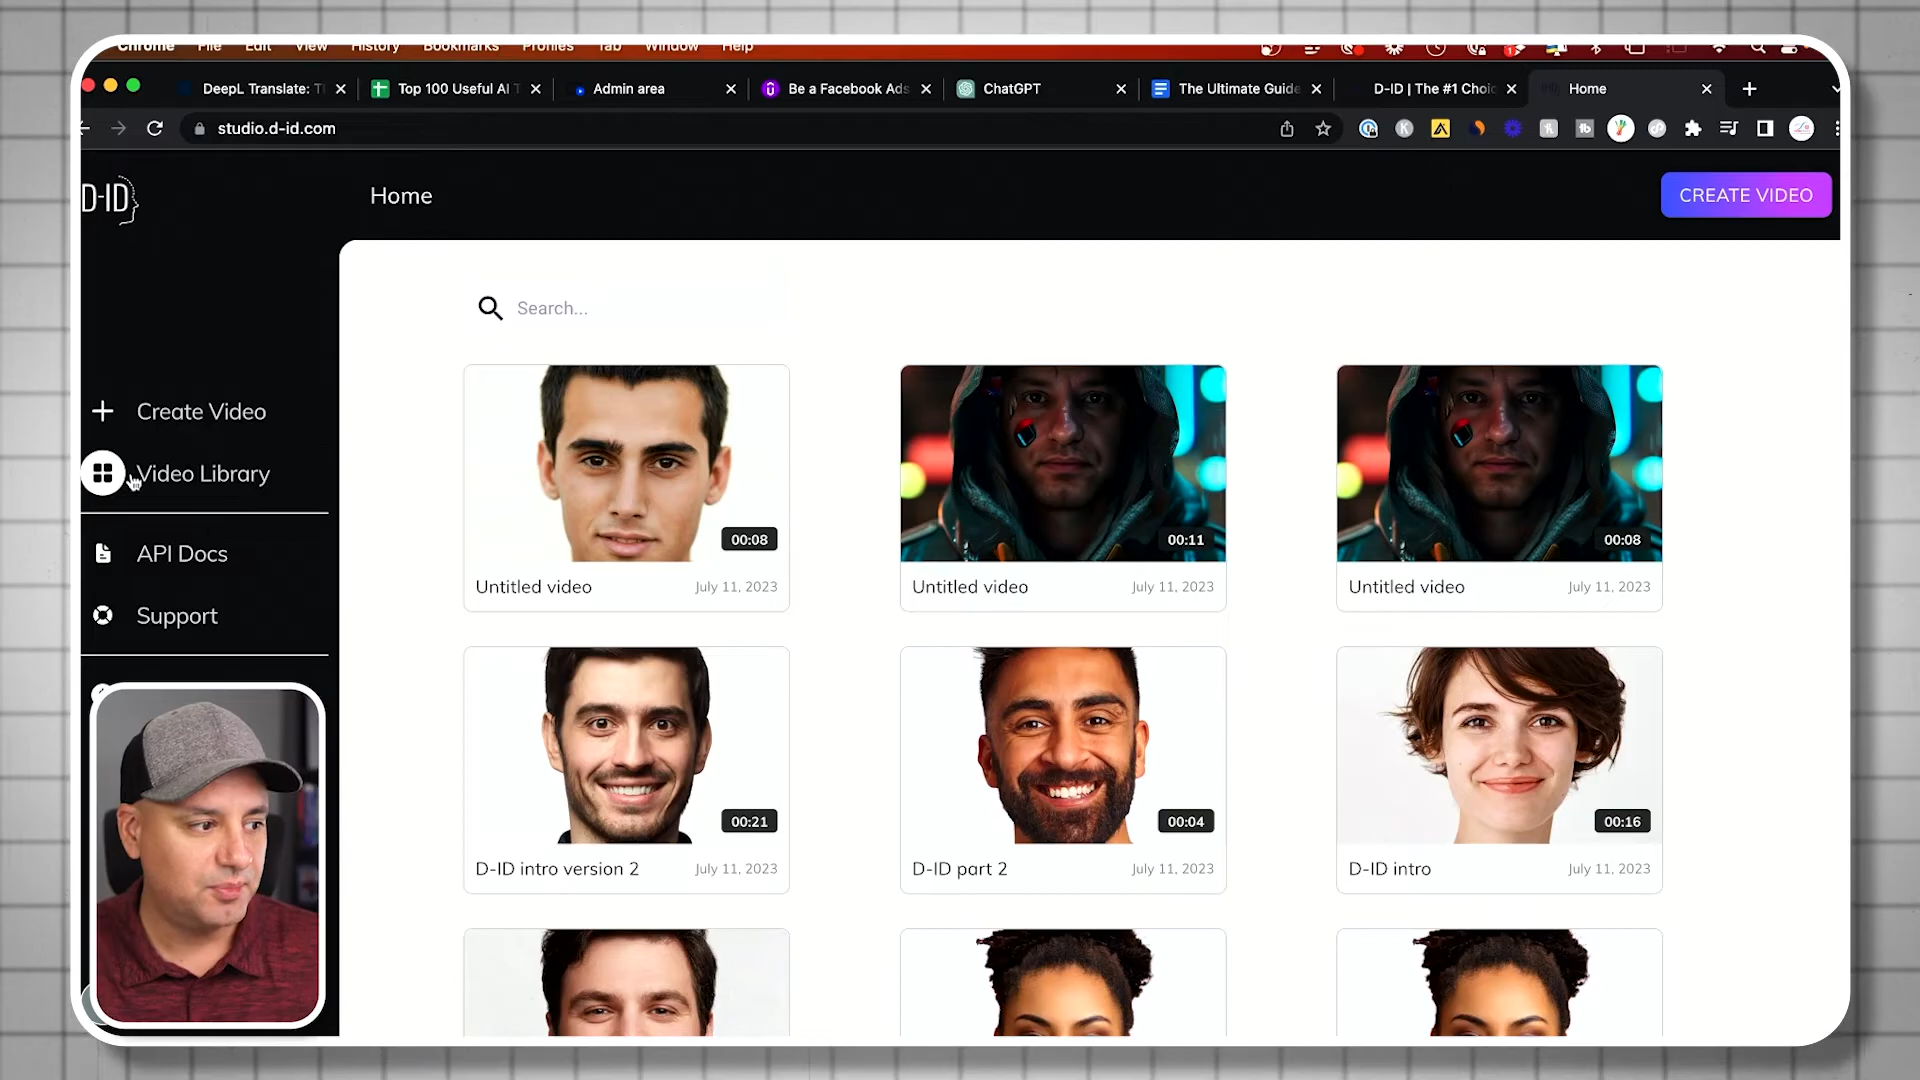 Chrome File Edit View History Bookmarks Profiles Tab Window Help
DeepL Translate: T Top 100 Useful AI T Admin area Be a Facebook Ads ChatGPT The Ultimate Guide D-ID | The #1 Choic Home
studio.d-id.com
D-ID
Home
CREATE VIDEO
Search...
Create Video
Video Library
API Docs
Support
00:08
Untitled video July 11, 2023
00:11
Untitled video July 11, 2023
00:08
Untitled video July 11, 2023
00:21
D-ID intro version 2 July 11, 2023
00:04
D-ID part 2 July 11, 2023
00:16
D-ID intro July 11, 2023